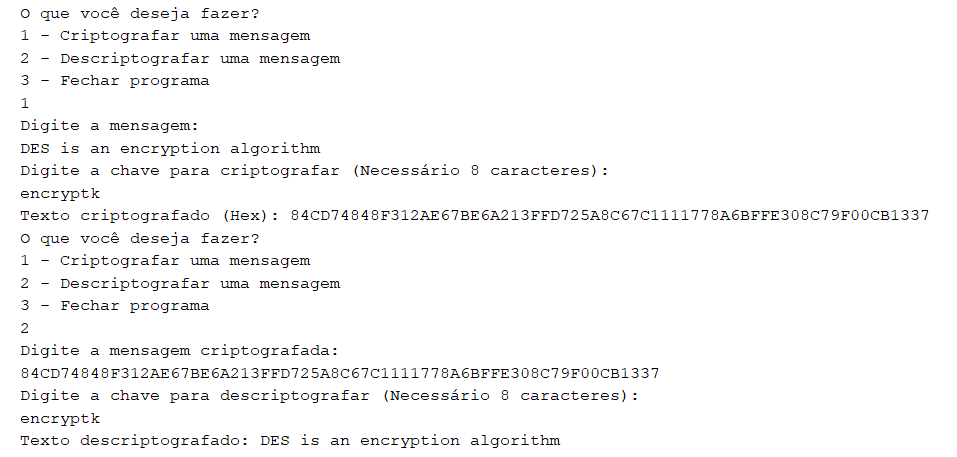 O que você deseja fazer?
1 - Criptografar uma mensagem
2 - Descriptografar uma mensagem
3 - Fechar programa
1
Digite a mensagem:
DES is an encryption algorithm
Digite a chave para criptografar (Necessário 8 caracteres):
encryptk
Texto criptografado (Hex): 84CD74848F312AE67BE6A213FFD725A8C67C1111778A6BFFE308C79F00CB1337
O que você deseja fazer?
1 - Criptografar uma mensagem
2 - Descriptografar uma mensagem
3 - Fechar programa
2
Digite a mensagem criptografada:
84CD74848F312AE67BE6A213FFD725A8C67C1111778A6BFFE308C79F00CB1337
Digite a chave para descriptografar (Necessário 8 caracteres):
encryptk
Texto descriptografado: DES is an encryption algorithm